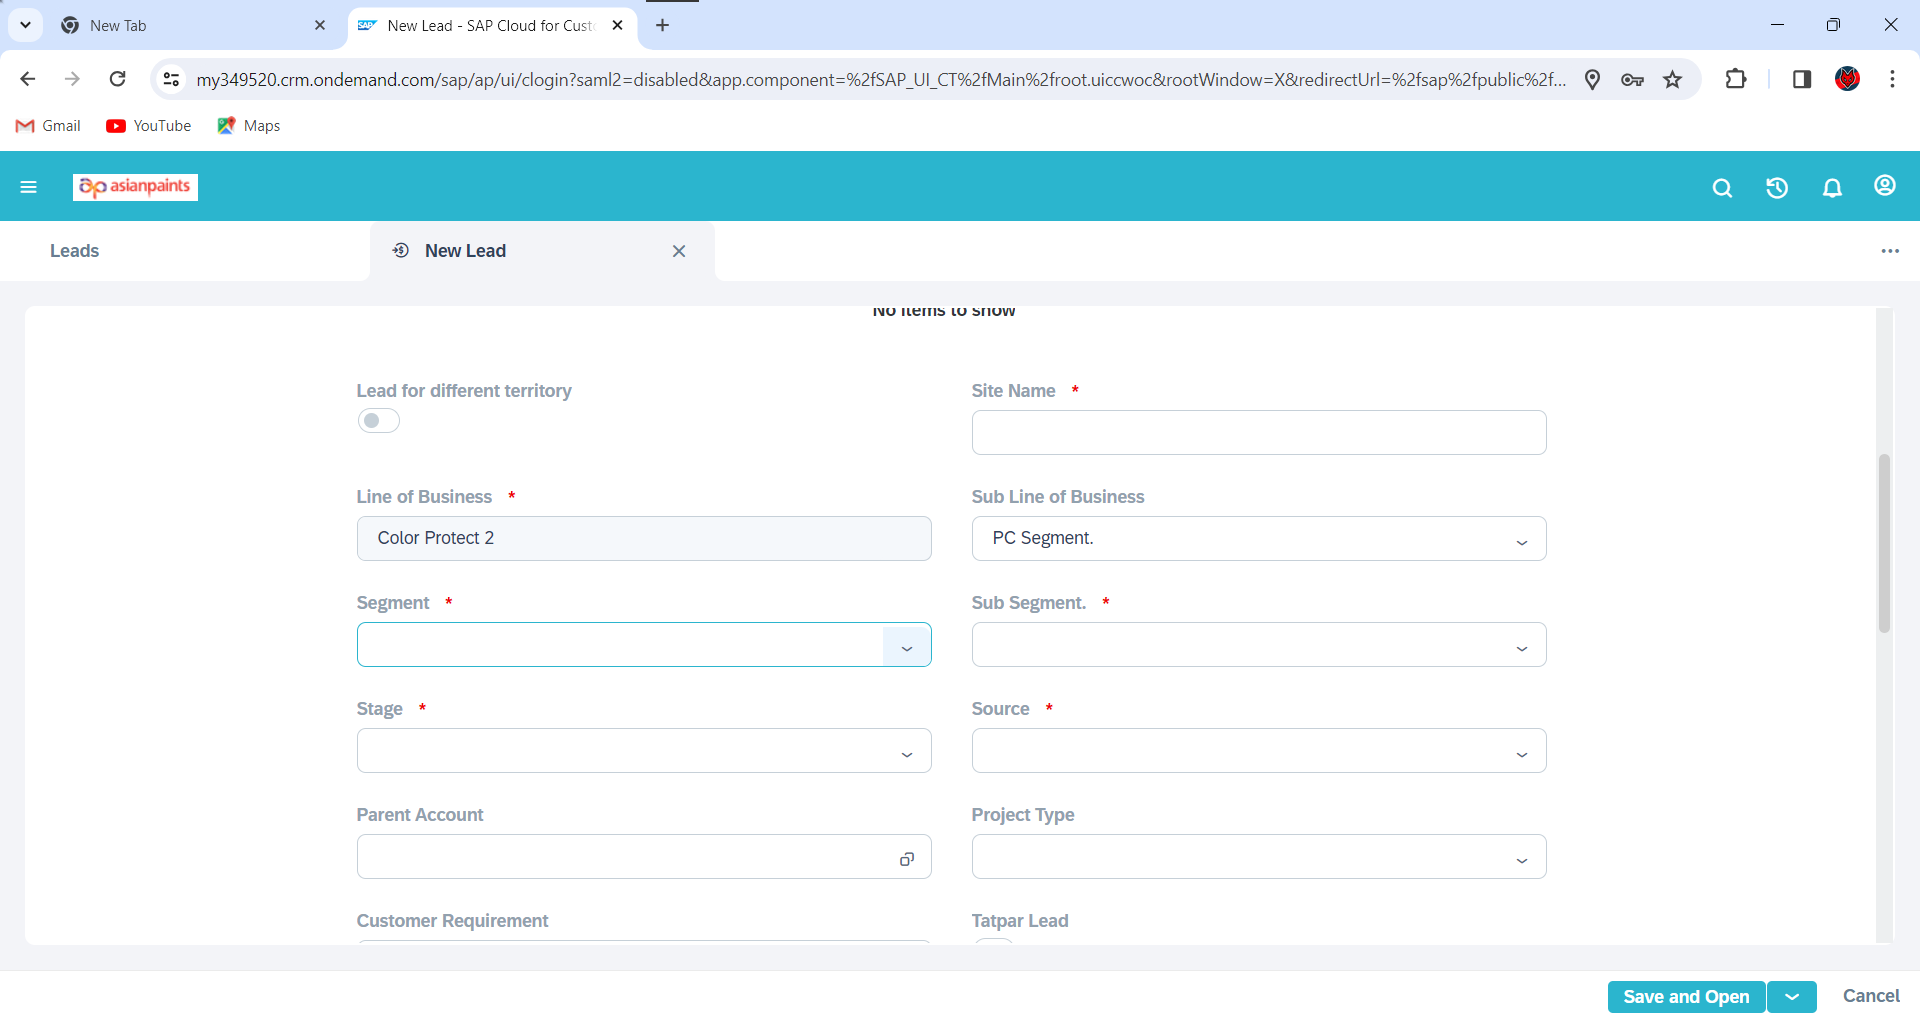 New Tab
SAP New Lead - SAP Cloud for Cust
my349520.crm.ondemand.com/sap/ap/ui/clogin?saml2=disabled&app.component=%2fSAP_UI_CT%2fMain%2froot.uiccwoc&rootWindow=X&redirectUrl=%2fsap%2fpublic%2f...
Gmail YouTube Maps
asianpaints
Leads New Lead
No items to show
Lead for different territory Site Name *
Line of Business * Sub Line of Business
Color Protect 2 PC Segment.
Segment * Sub Segment. *
Stage * Source *
Parent Account Project Type
Customer Requirement Tatpar Lead
Save and Open Cancel